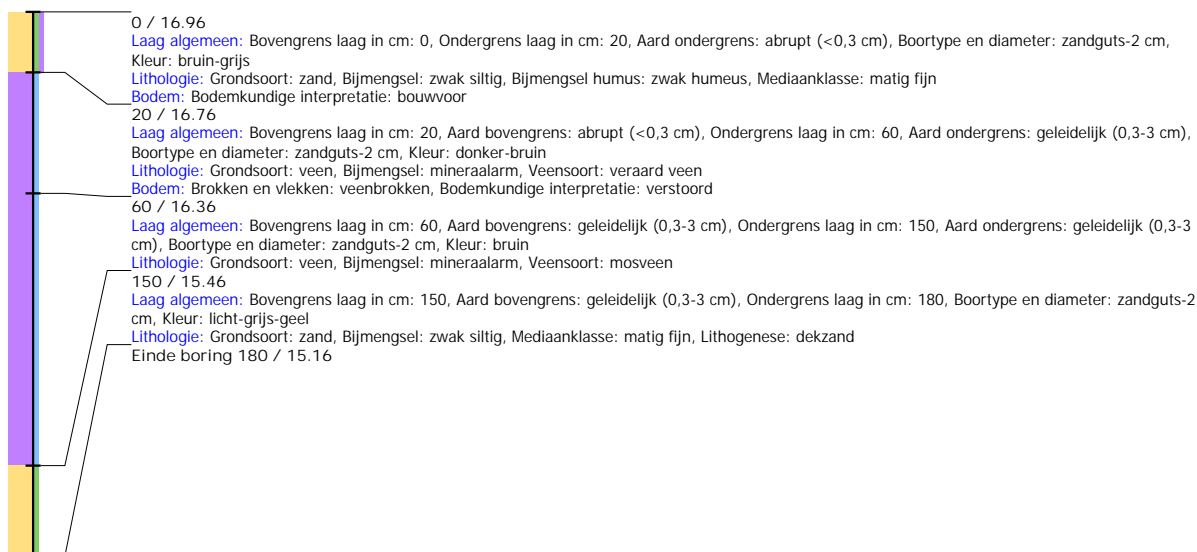 0 / 16.96
Laag algemeen: Bovengrens laag in cm: 0, Ondergrens laag in cm: 20, Aard ondergrens: abrupt (<0,3 cm), Boortype en diameter: zandguts-2 cm,
Kleur: bruin-grijs
Lithologie: Grondsoort: zand, Bijmengsel: zwak siltig, Bijmengsel humus: zwak humeus, Mediaanklasse: matig fijn
Bodem: Bodemkundige interpretatie: bouwvoor
20 / 16.76
Laag algemeen: Bovengrens laag in cm: 20, Aard bovengrens: abrupt (<0,3 cm), Ondergrens laag in cm: 60, Aard ondergrens: geleidelijk (0,3-3 cm),
Boortype en diameter: zandguts-2 cm, Kleur: donker-bruin
Lithologie: Grondsoort: veen, Bijmengsel: mineraalarm, Veensoort: veraard veen
Bodem: Brokken en vlekken: veenbrokken, Bodemkundige interpretatie: verstoord
60 / 16.36
Laag algemeen: Bovengrens laag in cm: 60, Aard bovengrens: geleidelijk (0,3-3 cm), Ondergrens laag in cm: 150, Aard ondergrens: geleidelijk (0,3-3
cm), Boortype en diameter: zandguts-2 cm, Kleur: bruin
Lithologie: Grondsoort: veen, Bijmengsel: mineraalarm, Veensoort: mosveen
150 / 15.46
Laag algemeen: Bovengrens laag in cm: 150, Aard bovengrens: geleidelijk (0,3-3 cm), Ondergrens laag in cm: 180, Boortype en diameter: zandguts-2
cm, Kleur: licht-grijs-geel
Lithologie: Grondsoort: zand, Bijmengsel: zwak siltig, Mediaanklasse: matig fijn, Lithogenese: dekzand
Einde boring 180 / 15.16